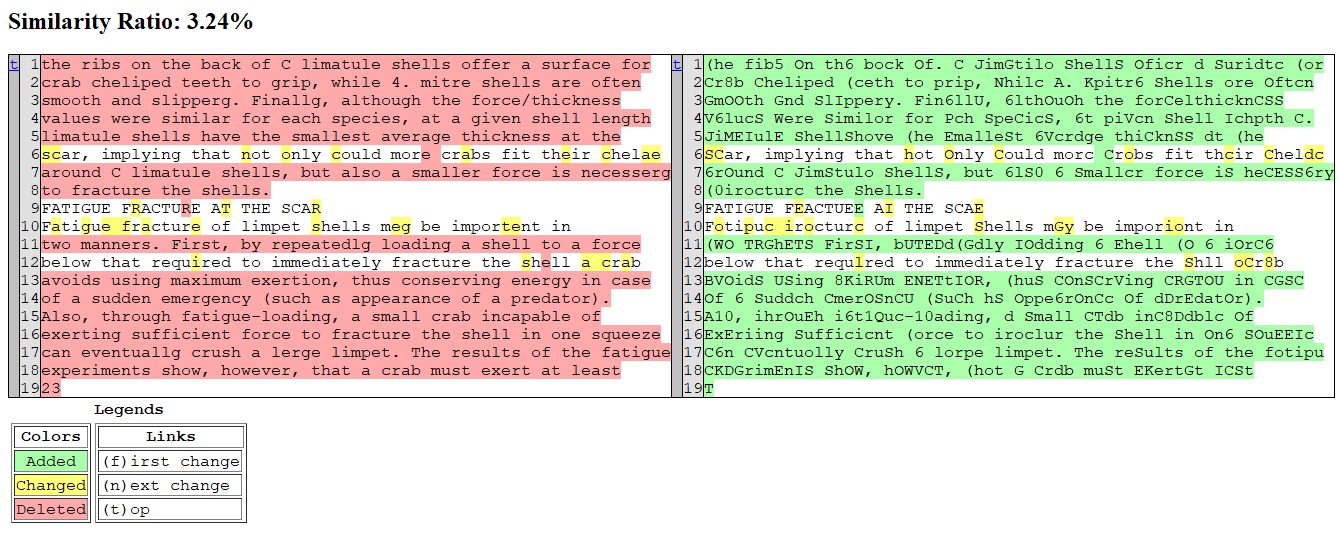 Similarity Ratio: 3.24%
t 1 the ribs on the back of C limatule shells offer a surface for
2 crab cheliped teeth to grip, while 4. mitre shells are often
3 smooth and slipperg. Finallg, although the force/thickness
4 values were similar for each species, at a given shell length
5 limatule shells have the smallest average thickness at the
6 scar, implying that not only could more crabs fit their chelae
7 around C limatule shells, but also a smaller force is necesserg
8 to fracture the shells.
9 FATIGUE FRACTURE AT THE SCAR
10 Fatigue fracture of limpet shells meg be importent in
11 two manners. First, by repeatedlg loading a shell to a force
12 below that required to immediately fracture the shell a crab
13 avoids using maximum exertion, thus conserving energy in case
14 of a sudden emergency (such as appearance of a predator).
15 Also, through fatigue-loading, a small crab incapable of
16 exerting sufficient force to fracture the shell in one squeeze
17 can eventuallg crush a lerge limpet. The results of the fatigue
18 experiments show, however, that a crab must exert at least
19 23
t 1 (he fib5 On th6 bock Of. C JimGtilo ShellS Oficr d Suridtc (or
2 Cr8b Cheliped (ceth to prip, Nhilc A. Kpitr6 Shells ore Oftcn
3 GmOOth Gnd SlIppery. Fin6llU, 6lthOuOh the forCelthicknCSS
4 V6lucS Were Similor for Pch SpeCicS, 6t piVcn Shell Ichpth C.
5 JiMEIulE ShellShove (he EmalleSt 6Vcrdge thiCknSS dt (he
6 SCar, implying that hot Only Could morc Crobs fit thcir Cheldc
7 6rOund C JimStulo ShellS, but 6lS0 6 Smallcr force is heCESS6ry
8 (0irocturc the Shells.
9 FATIGUE FEACTUEE AI THE SCAE
10 Fotipuc irocturc of limpet Shells mGy be imporiont in
11 (WO TRGhETS FirSI, bUTEDd(Gdly IOdding 6 Ehell (O 6 iOrC6
12 below that requlred to immediately fracture the Shll oCr8b
13 BVOidS USing 8KiRUm ENETtIOR, (huS COnSCrVing CRGTOU in CGSC
14 Of 6 Suddch CmerOSnCU (SuCh hS Oppe6rOnCc Of dDrEdatOr).
15 A10, ihrOuEh i6t1Quc-10ading, d Small CTdb inC8Ddblc Of
16 ExEriing Sufficicnt (orce to iroclur the Shell in On6 SOuEEIc
17 C6n CVcntuolly CruSh 6 lorpe limpet. The reSults of the fotipu
18 CKDGrimEnIS ShOW, hOWVCT, (hot G Crdb muSt EKertGt ICSt
19 T
Legends
Colors Links
Added (f)irst change
Changed (n)ext change
Deleted (t)op